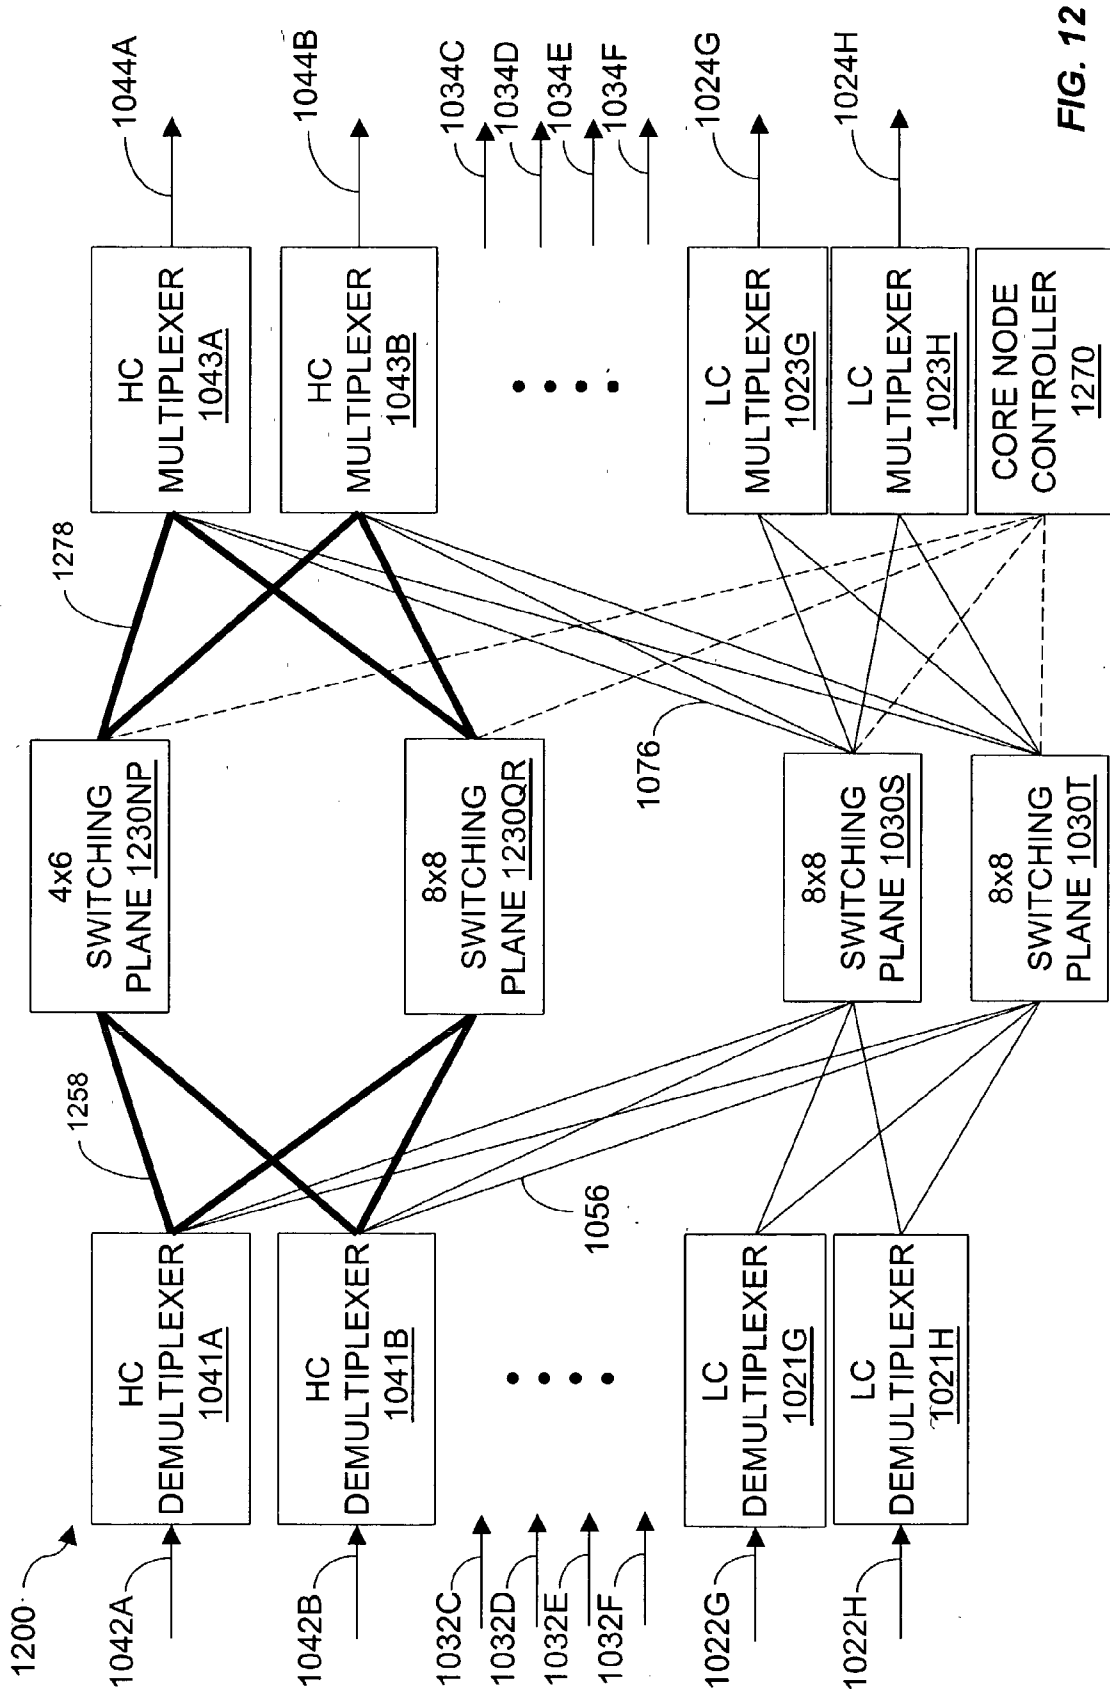 1200
1042A
1042B
1032C
1032D
1032E
1032F
1022G
1022H
HC
DEMULTIPLEXER
1041A
HC
DEMULTIPLEXER
1041B
LC
DEMULTIPLEXER
1021G
LC
DEMULTIPLEXER
1021H
1258
1056
4x6
SWITCHING
PLANE 1230NP
8x8
SWITCHING
PLANE 1230QR
8x8
SWITCHING
PLANE 1030S
8x8
SWITCHING
PLANE 1030T
1278
1076
HC
MULTIPLEXER
1043A
HC
MULTIPLEXER
1043B
LC
MULTIPLEXER
1023G
LC
MULTIPLEXER
1023H
CORE NODE
CONTROLLER
1270
1044A
1044B
1034C
1034D
1034E
1034F
1024G
1024H
FIG. 12